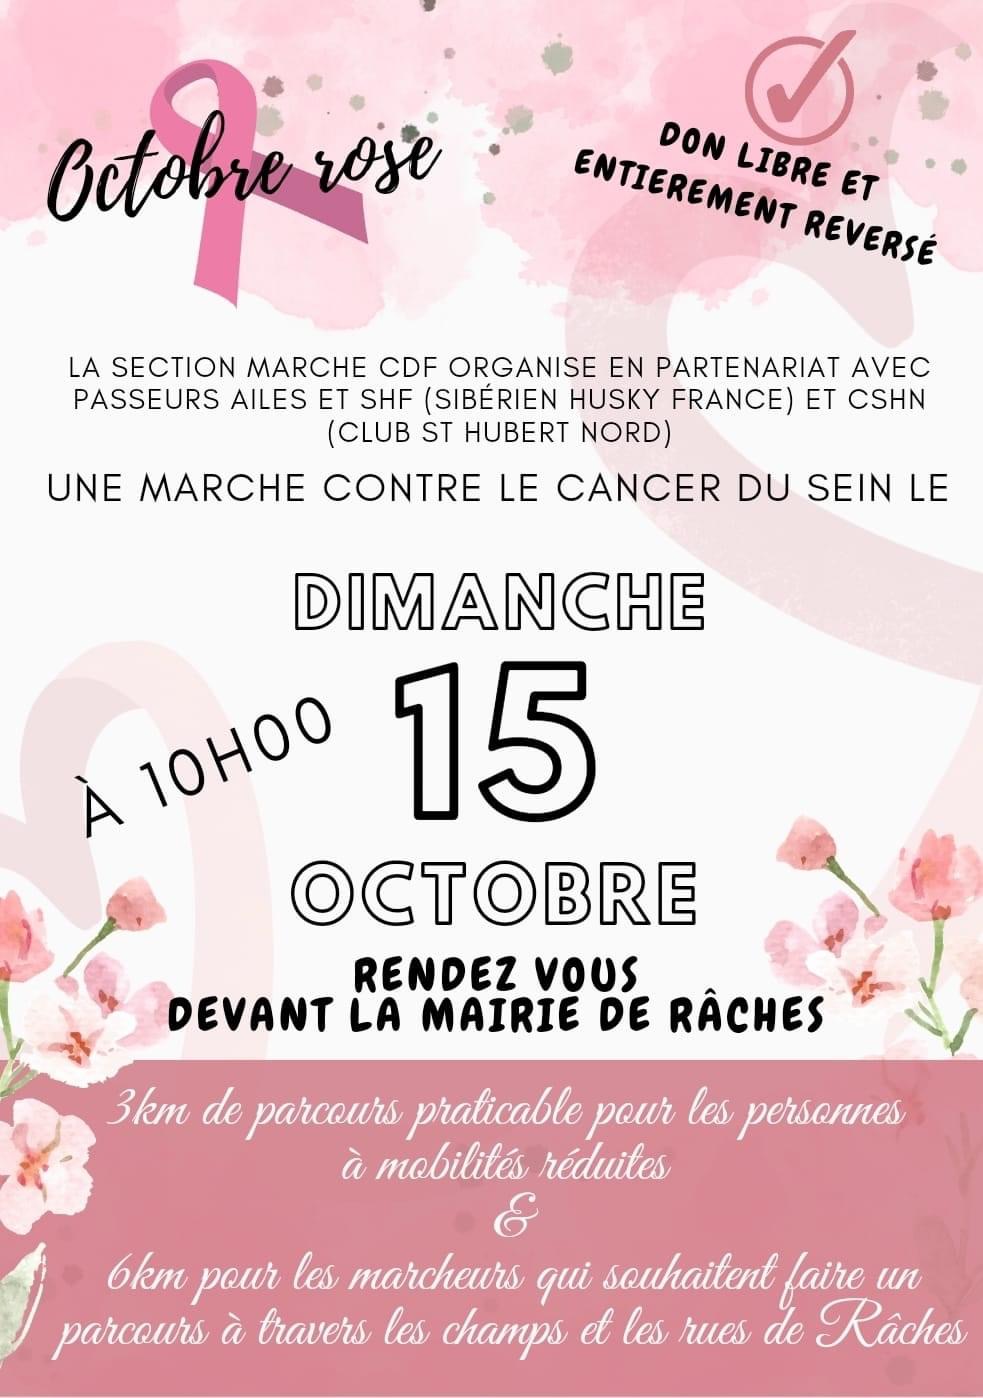 Octobre rose
DON LIBRE ET
ENTIEREMENT REVERSÉ
LA SECTION MARCHE CDF ORGANISE EN PARTENARIAT AVEC
PASSEURS AILES ET SHF (SIBÉRIEN HUSKY FRANCE) ET CSHN
(CLUB ST HUBERT NORD)
UNE MARCHE CONTRE LE CANCER DU SEIN LE
DIMANCHE
À 10H00
15
OCTOBRE
RENDEZ VOUS
DEVANT LA MAIRIE DE RÂCHES
3km de parcours praticable pour les personnes
à mobilités réduites
&
6km pour les marcheurs qui souhaitent faire un
parcours à travers les champs et les rues de Râches